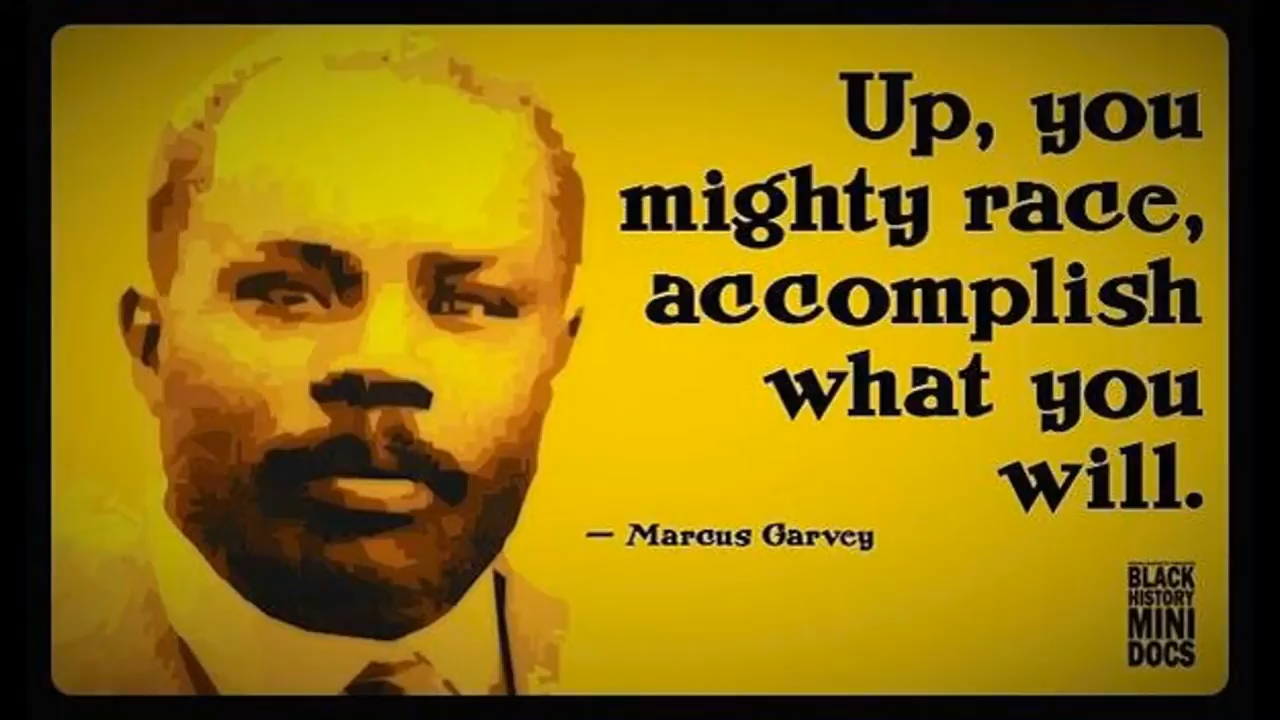 Up, you
mighty race,
accomplish
what you
will.
— Marcus Garvey
BLACK
HISTORY
MINI
DOCS